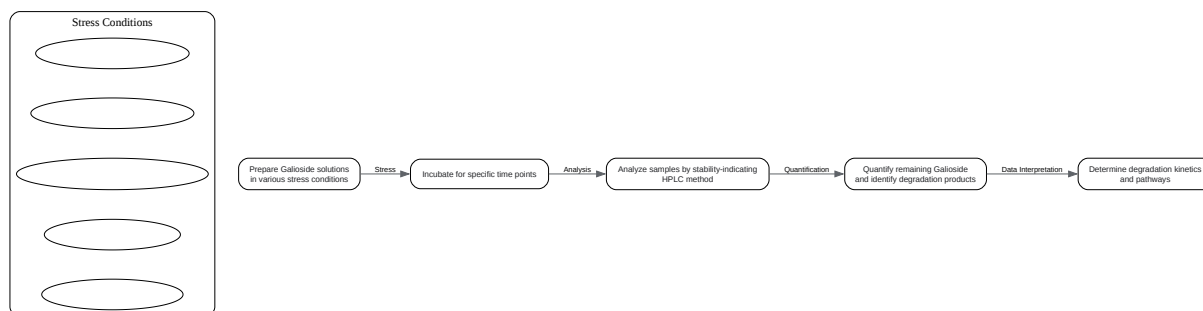 Stress Conditions
Prepare Galioside solutions
in various stress conditions
Stress
Incubate for specific time points
Analysis
Analyze samples by stability-indicating
HPLC method
Quantification
Quantify remaining Galioside
and identify degradation products
Data Interpretation
Determine degradation kinetics
and pathways